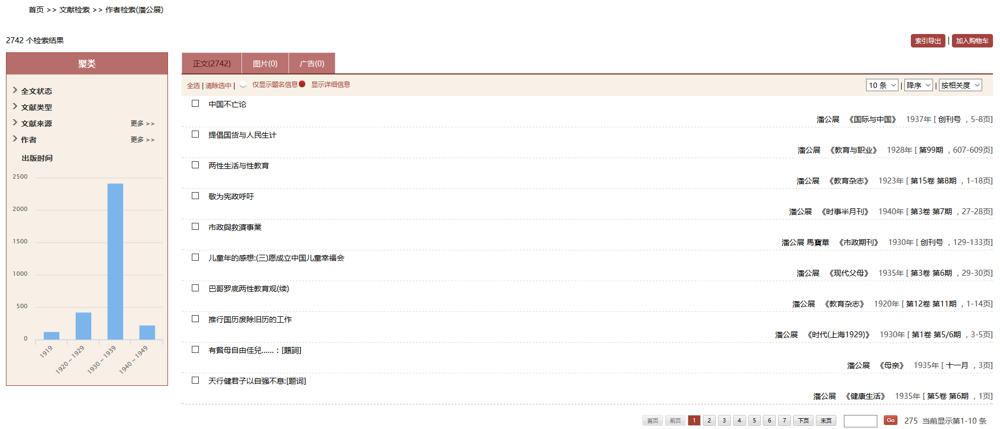 首页 >> 文献检索 >> 作者检索(潘公展)
2742 个检索结果
索引导出 | 加入购物车
聚类
全文状态
文献类型
文献来源 更多 >>
作者 更多 >>
出版时间
2500
2000
1500
1000
500
0
1919
1920 ~ 1929
1930 ~ 1939
1940 ~ 1949
正文(2742) 图片(0) 广告(0)
全选 | 清除选中 | 仅显示题名信息 显示详细信息
10 条 | 降序 | 按相关度
中国不亡论
潘公展 《国际与中国》 1937年 [ 创刊号 , 5-8页]
提倡国货与人民生计
潘公展 《教育与职业》 1928年 [ 第99期 , 607-609页]
两性生活与性教育
潘公展 《教育杂志》 1923年 [ 第15卷 第8期 , 1-18页]
敬为宪政呼吁
潘公展 《时事半月刊》 1940年 [ 第3卷 第7期 , 27-28页]
市政與救濟事業
潘公展 馬寶華 《市政期刊》 1930年 [ 创刊号 , 129-133页]
儿童年的感想:(三)愿成立中国儿童幸福会
潘公展 《现代父母》 1935年 [ 第3卷 第6期 , 29-30页]
巴哥罗底两性教育观(续)
潘公展 《教育杂志》 1920年 [ 第12卷 第11期 , 1-14页]
推行国历废除旧历的工作
潘公展 《时代(上海1929)》 1930年 [ 第1卷 第5/6期 , 3-5页]
有賢母自由佳兒……：[題詞]
潘公展 《母亲》 1935年 [ 十一月 , 3页]
天行健君子以自强不息:[题词]
潘公展 《健康生活》 1935年 [ 第5卷 第6期 , 1页]
首页 前页 1 2 3 4 5 6 7 下页 末页 Go 275 当前显示第1-10 条